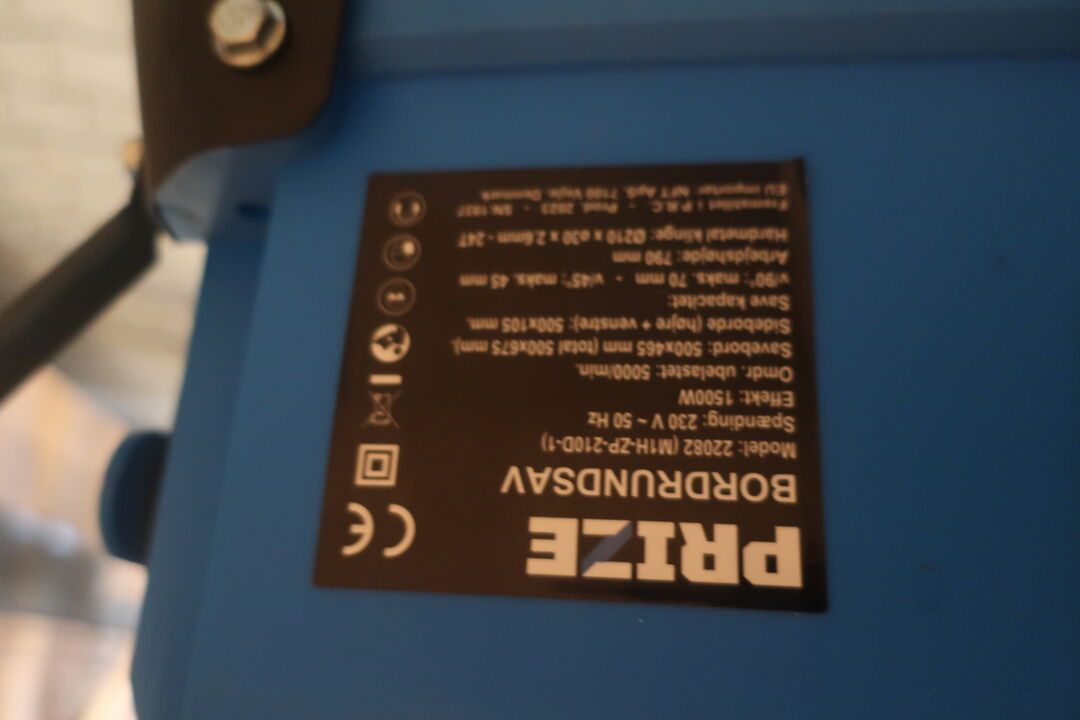 PRIZE
BORDRUNDSAV
Model: 22082 (M1H-ZP-210D-1)
Spænding: 230 V ~ 50 Hz
Effekt: 1500W
Omdr. ubelastet: 5000/min.
Savebord: 500x465 mm (total 500x675 mm).
Sideborde (højre + venstre): 500x105 mm.
Save kapacitet:
v/90°: maks. 70 mm - v/45°: maks. 45 mm
Arbejdshøjde: 790 mm
Hardmetal klinge: Ø210 x ø30 x 2.6mm - 24T
Fremstillet i P.R.C. - Prod. 2023 - SN 1937
EU importør: NFT ApS, 7100 Vejle, Denmark
CE